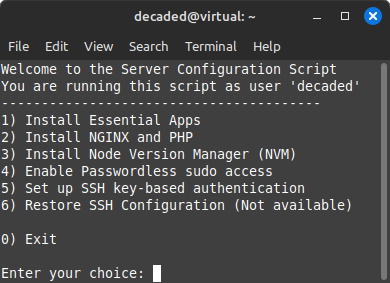 decaded@virtual: ~
File Edit View Search Terminal Help
Welcome to the Server Configuration Script
You are running this script as user 'decaded'
----------------------------------------
1) Install Essential Apps
2) Install NGINX and PHP
3) Install Node Version Manager (NVM)
4) Enable Passwordless sudo access
5) Set up SSH key-based authentication
6) Restore SSH Configuration (Not available)
0) Exit
Enter your choice: